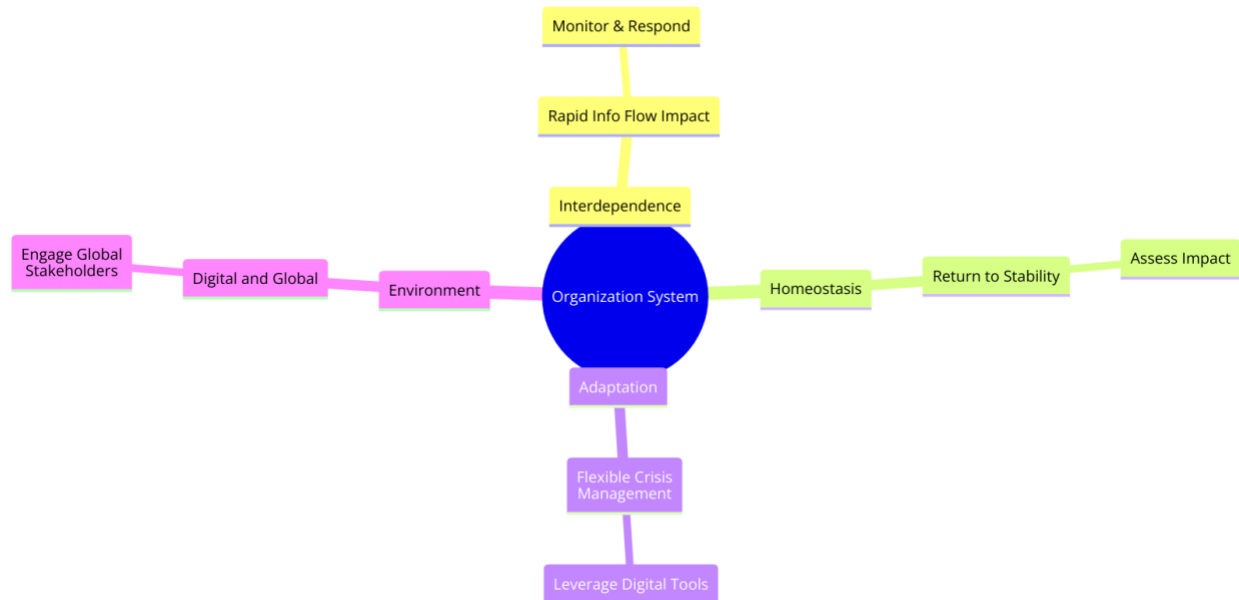 Monitor & Respond
Rapid Info Flow Impact
Interdependence
Engage Global
Stakeholders
Digital and Global
Environment
Organization System
Homeostasis
Return to Stability
Assess Impact
Adaptation
Flexible Crisis
Management
Leverage Digital Tools